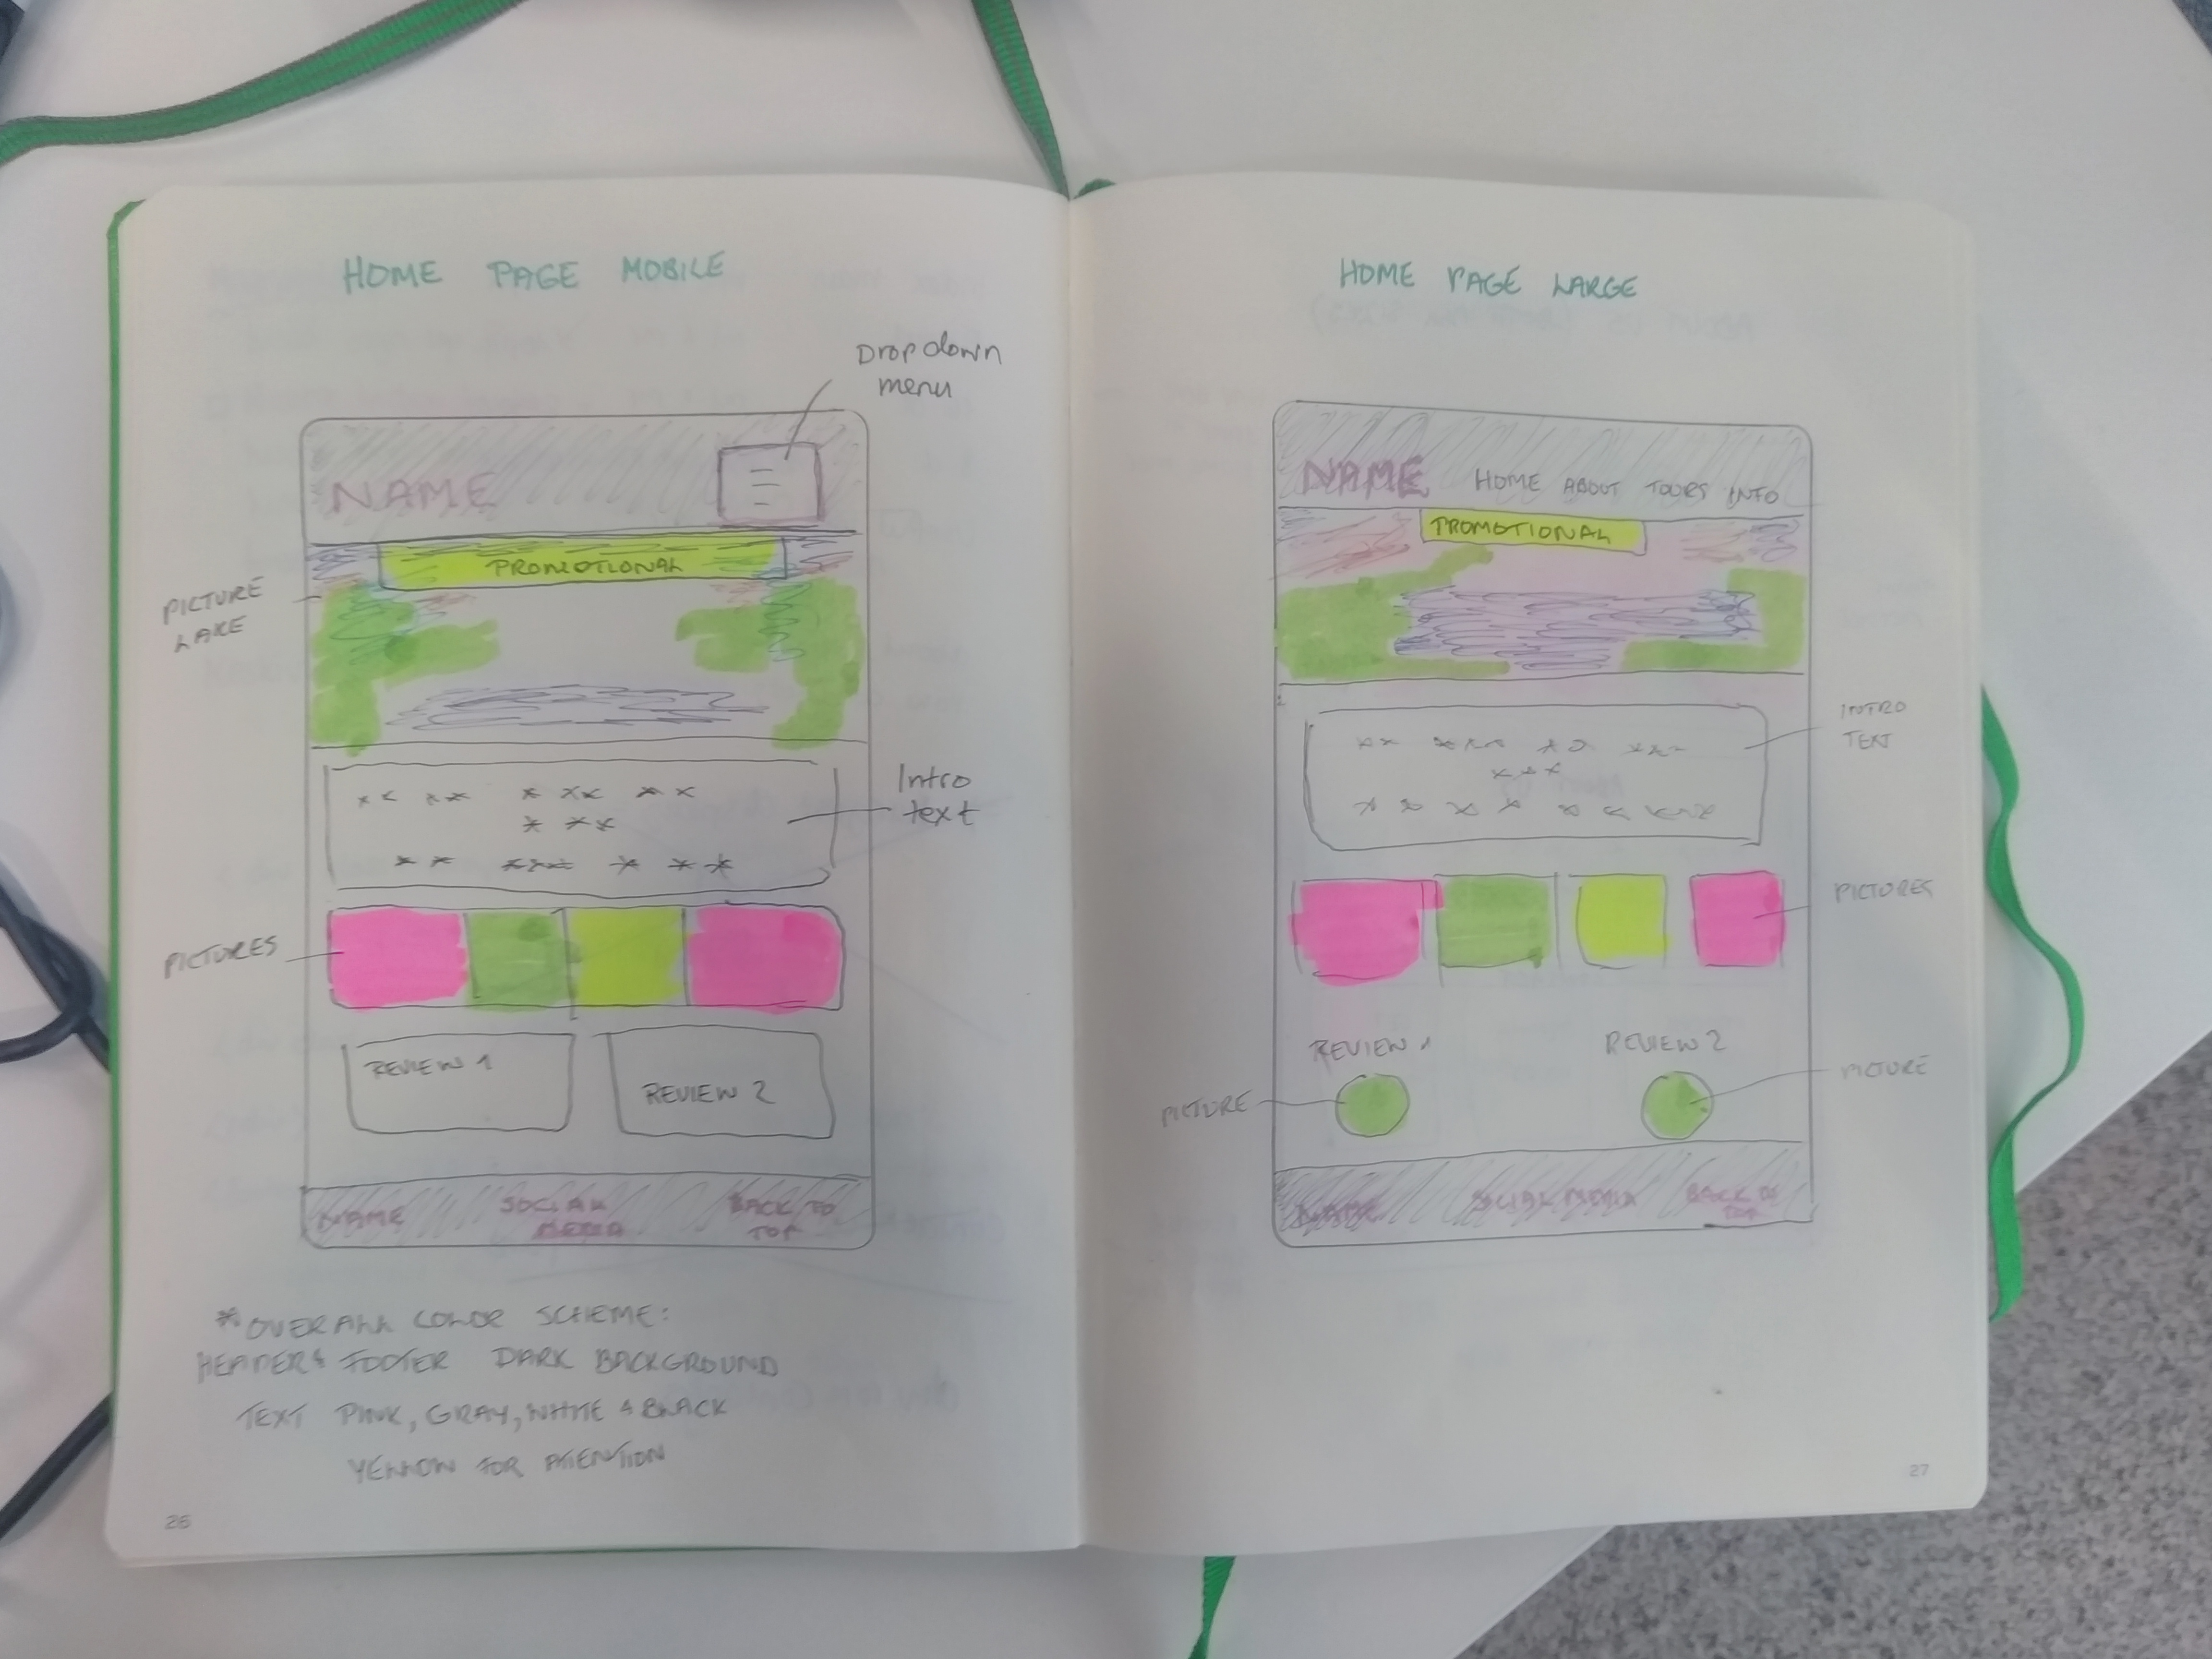 HOME PAGE MOBILE
Dropdown
menu
NAME
PROMOTIONAL
PICTURE
LAKE
Intro
text
PICTURES
REVIEW 1
REVIEW 2
NAME
SOCIAL
MEDIA
BACK TO
TOP
*OVERALL COLOR SCHEME:
HEADER & FOOTER DARK BACKGROUND
TEXT PINK, GRAY, WHITE & BLACK
YELLOW FOR ATTENTION
26
HOME PAGE LARGE
NAME HOME ABOUT TOURS INFO
PROMOTIONAL
INTRO
TEXT
PICTURES
REVIEW 1
REVIEW 2
PICTURE
PICTURE
NAME
SOCIAL MEDIA
BACK TO
TOP
27